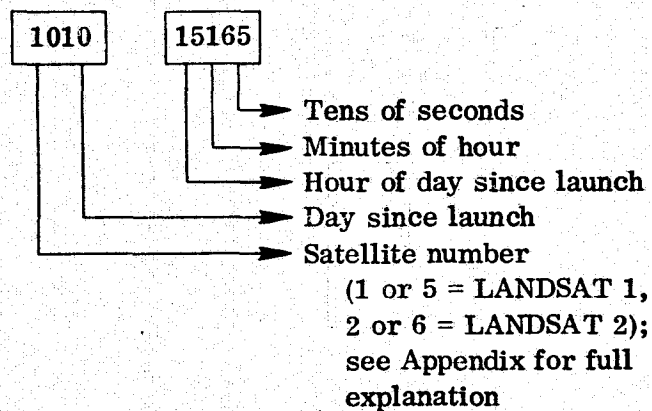 1010 15165
Tens of seconds
Minutes of hour
Hour of day since launch
Day since launch
Satellite number
(1 or 5 = LANDSAT 1,
2 or 6 = LANDSAT 2);
see Appendix for full
explanation